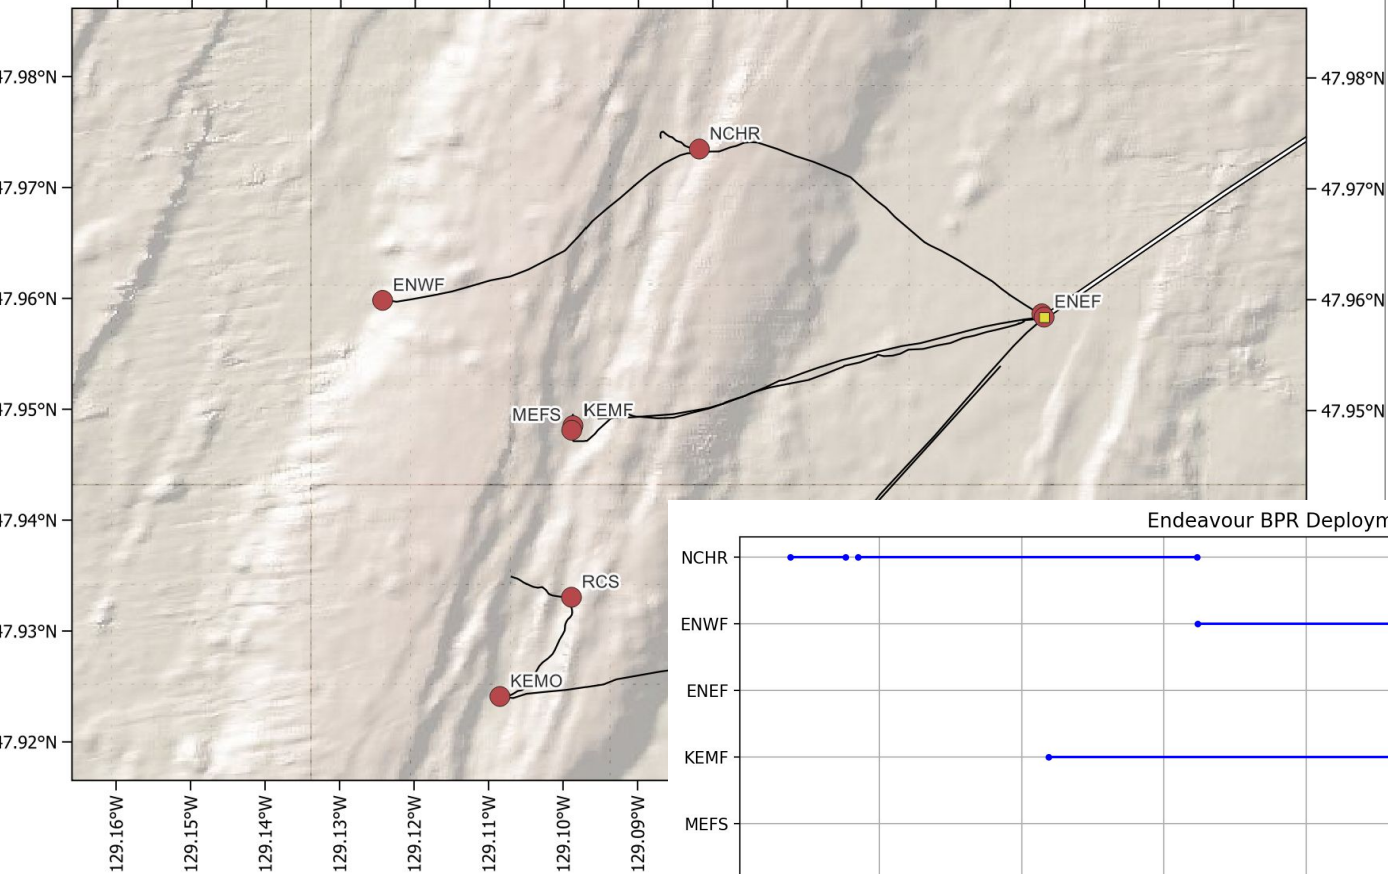 47.98°N
47.98°N
NCHR
47.97°N
47.97°N
ENWF
47.96°N
ENEF
47.96°N
MEFS
KEMF
47.95°N
47.95°N
47.94°N
RCS
47.93°N
KEMO
47.92°N
129.16°W
129.15°W
129.14°W
129.13°W
129.12°W
129.11°W
129.10°W
129.09°W
Endeavour BPR Deploym
NCHR
ENWF
ENEF
KEMF
MEFS